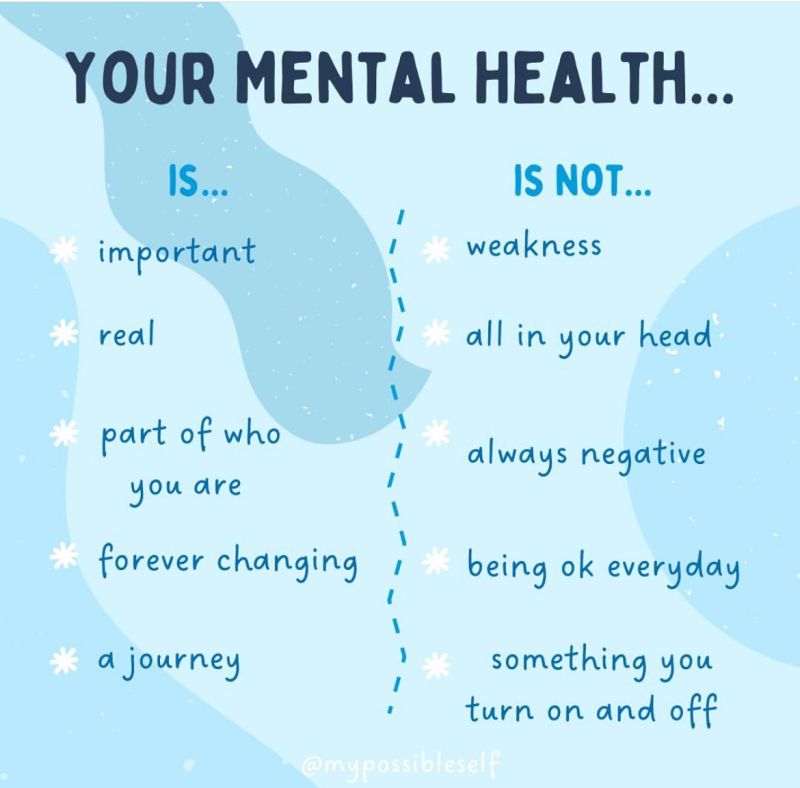 YOUR MENTAL HEALTH...
IS...
important
real
part of who
you are
forever changing
a journey
IS NOT...
weakness
all in your head
always negative
being ok everyday
something you
turn on and off
@mypossibleself